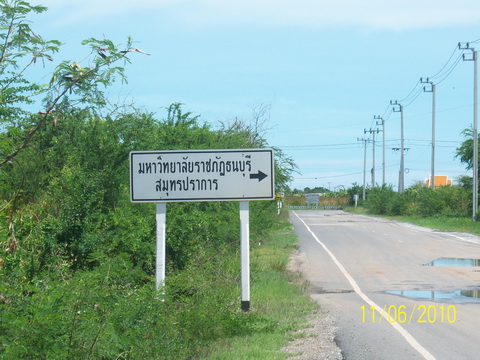 มหาวิทยาลัยราชภัฏธนบุรี
สมุทรปราการ
11/06/2010